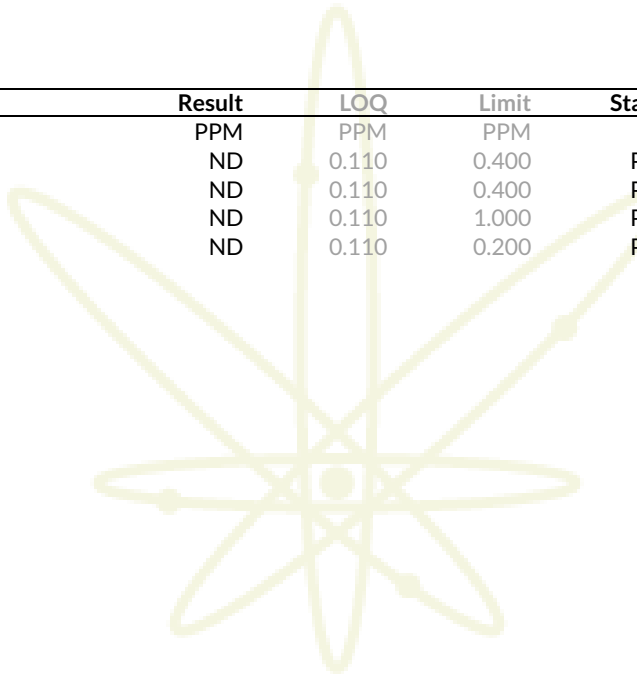 Result LOQ Limit
PPM PPM PPM
ND 0.110 0.400
ND 0.110 0.400
ND 0.110 1.000
ND 0.110 0.200